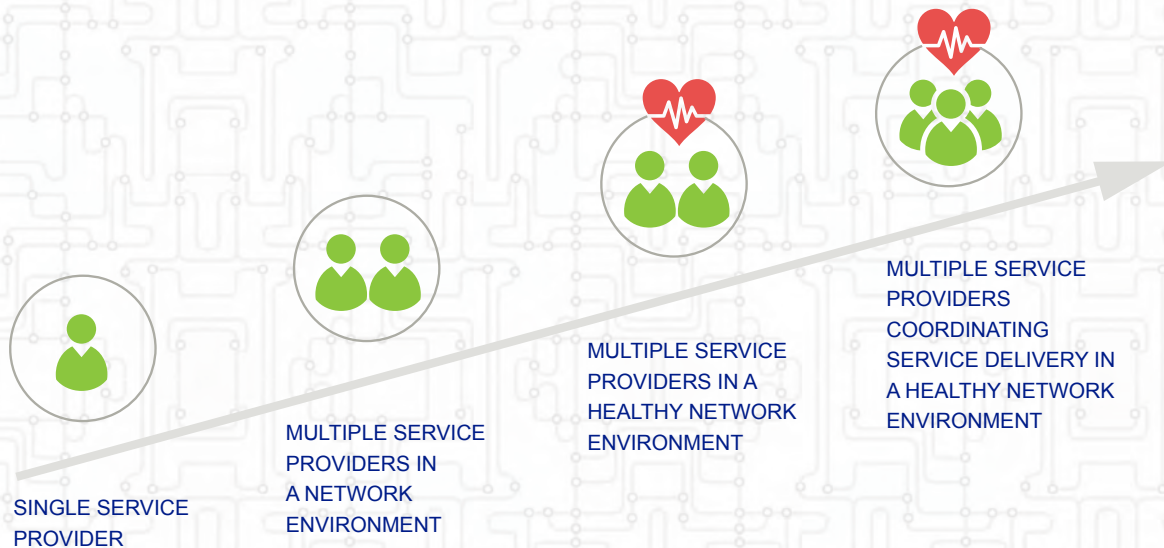 SINGLE SERVICE
PROVIDER
MULTIPLE SERVICE
PROVIDERS IN
A NETWORK
ENVIRONMENT
MULTIPLE SERVICE
PROVIDERS IN A
HEALTHY NETWORK
ENVIRONMENT
MULTIPLE SERVICE
PROVIDERS
COORDINATING
SERVICE DELIVERY IN
A HEALTHY NETWORK
ENVIRONMENT